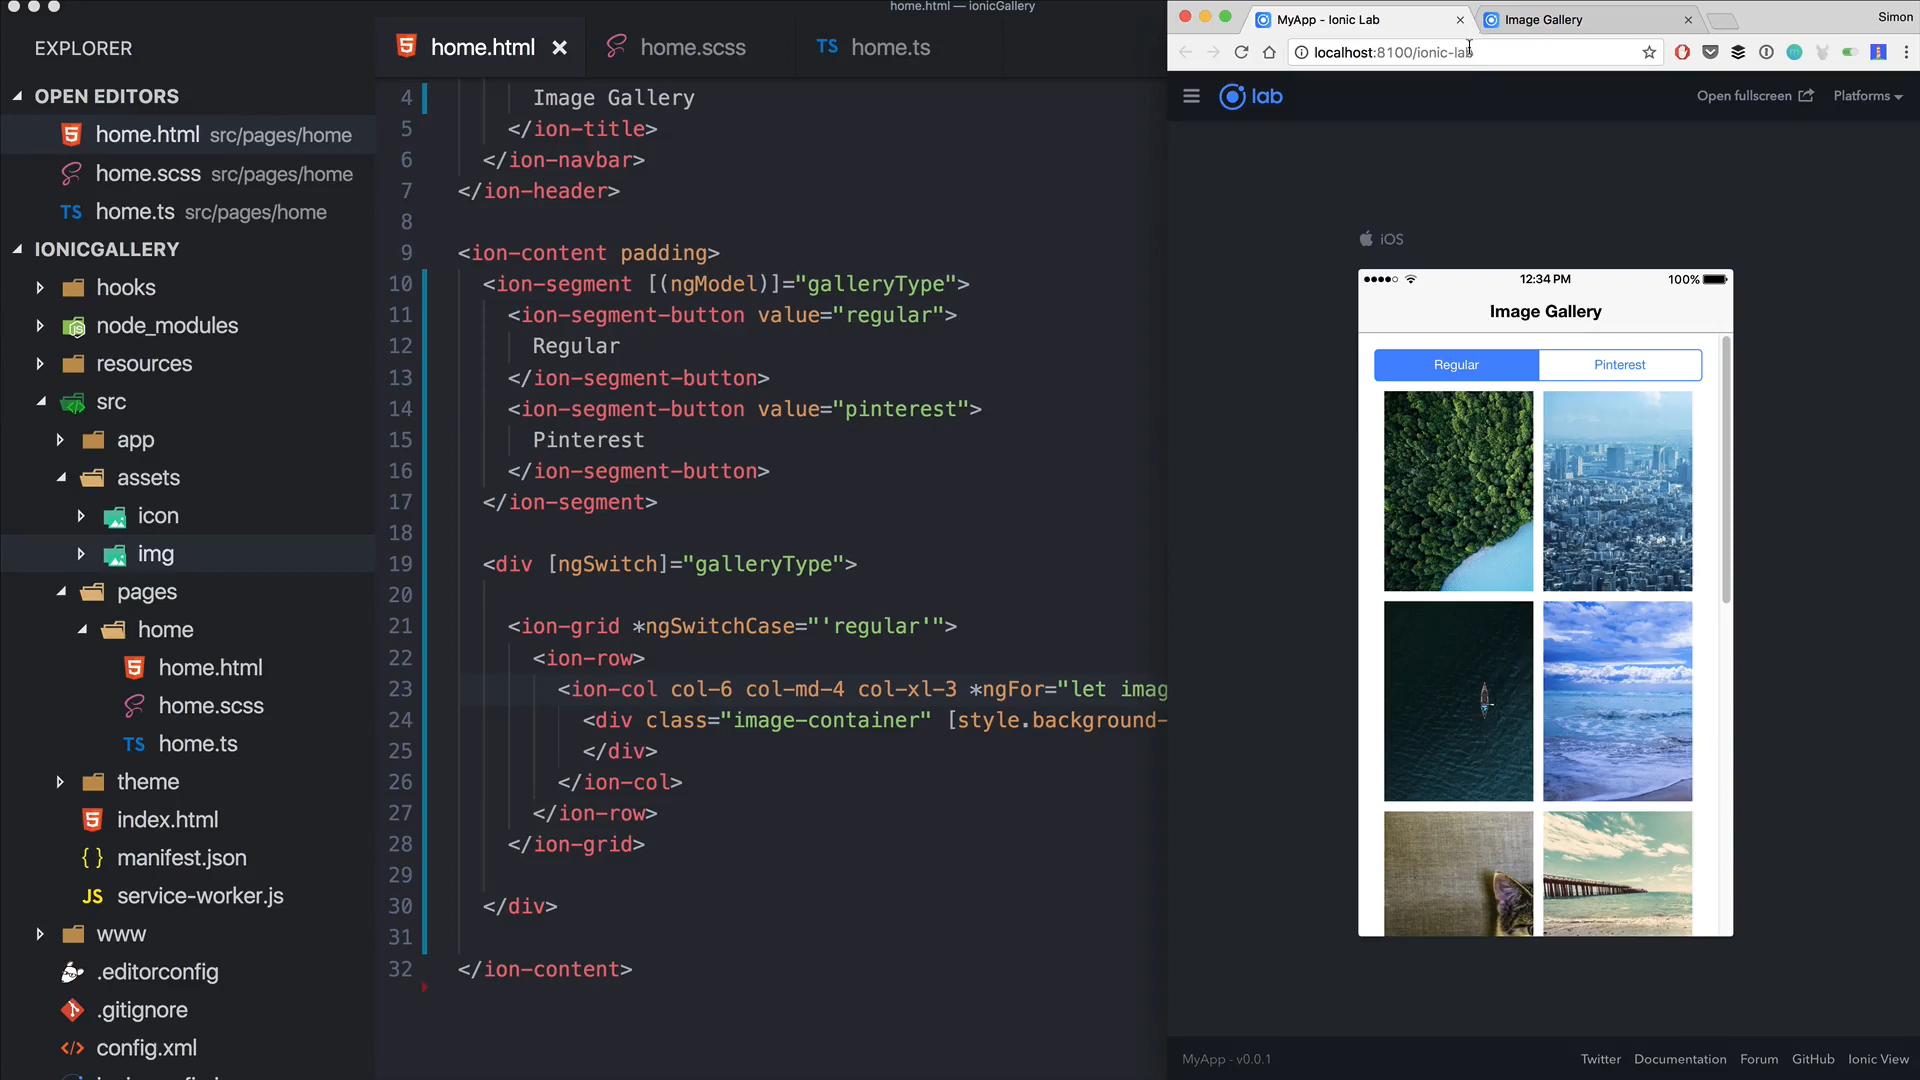 home.html — ionicGallery
EXPLORER
OPEN EDITORS
home.html src/pages/home
home.scss src/pages/home
TS home.ts src/pages/home
IONICGALLERY
hooks
node_modules
resources
src
app
assets
icon
img
pages
home
home.html
home.scss
TS home.ts
theme
index.html
{ } manifest.json
JS service-worker.js
www
.editorconfig
.gitignore
config.xml
home.html
home.scss
TS home.ts
4 Image Gallery
5 </ion-title>
6 </ion-navbar>
7 </ion-header>
8
9 <ion-content padding>
10 <ion-segment [(ngModel)]="galleryType">
11 <ion-segment-button value="regular">
12 Regular
13 </ion-segment-button>
14 <ion-segment-button value="pinterest">
15 Pinterest
16 </ion-segment-button>
17 </ion-segment>
18
19 <div [ngSwitch]="galleryType">
20
21 <ion-grid *ngSwitchCase="'regular'">
22 <ion-row>
23 <ion-col col-6 col-md-4 col-xl-3 *ngFor="let imag
24 <div class="image-container" [style.background-
25 </div>
26 </ion-col>
27 </ion-row>
28 </ion-grid>
29
30 </div>
31
32 </ion-content>
MyApp - Ionic Lab
Image Gallery
Simon
localhost:8100/ionic-lab
lab
Open fullscreen
Platforms
iOS
12:34 PM
100%
Image Gallery
Regular
Pinterest
MyApp - v0.0.1
Twitter Documentation Forum GitHub Ionic View